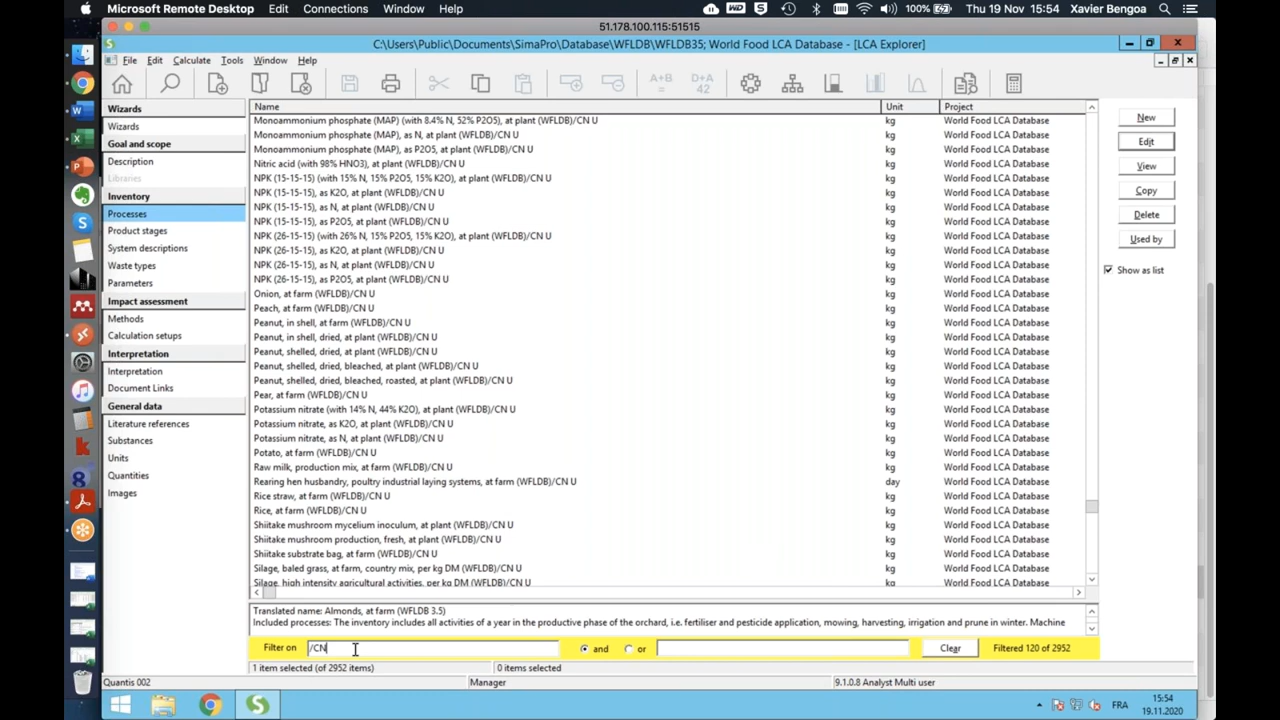 Microsoft Remote Desktop Edit Connections Window Help 100% Thu 19 Nov 15:54 Xavier Bengoa
51.178.100.115:51515
C:\Users\Public\Documents\SimaPro\Database\WFLDB\WFLDB35; World Food LCA Database - [LCA Explorer]
File Edit Calculate Tools Window Help
Wizards
Wizards
Goal and scope
Description
Libraries
Inventory
Processes
Product stages
System descriptions
Waste types
Parameters
Impact assessment
Methods
Calculation setups
Interpretation
Interpretation
Document Links
General data
Literature references
Substances
Units
Quantities
Images
Name Unit Project
Monoammonium phosphate (MAP) (with 8.4% N, 52% P2O5), at plant (WFLDB)/CN U kg World Food LCA Database
Monoammonium phosphate (MAP), as N, at plant (WFLDB)/CN U kg World Food LCA Database
Monoammonium phosphate (MAP), as P2O5, at plant (WFLDB)/CN U kg World Food LCA Database
Nitric acid (with 98% HNO3), at plant (WFLDB)/CN U kg World Food LCA Database
NPK (15-15-15) (with 15% N, 15% P2O5, 15% K2O), at plant (WFLDB)/CN U kg World Food LCA Database
NPK (15-15-15), as K2O, at plant (WFLDB)/CN U kg World Food LCA Database
NPK (15-15-15), as N, at plant (WFLDB)/CN U kg World Food LCA Database
NPK (15-15-15), as P2O5, at plant (WFLDB)/CN U kg World Food LCA Database
NPK (26-15-15) (with 26% N, 15% P2O5, 15% K2O), at plant (WFLDB)/CN U kg World Food LCA Database
NPK (26-15-15), as K2O, at plant (WFLDB)/CN U kg World Food LCA Database
NPK (26-15-15), as N, at plant (WFLDB)/CN U kg World Food LCA Database
NPK (26-15-15), as P2O5, at plant (WFLDB)/CN U kg World Food LCA Database
Onion, at farm (WFLDB)/CN U kg World Food LCA Database
Peach, at farm (WFLDB)/CN U kg World Food LCA Database
Peanut, in shell, at farm (WFLDB)/CN U kg World Food LCA Database
Peanut, in shell, dried, at plant (WFLDB)/CN U kg World Food LCA Database
Peanut, shelled, dried, at plant (WFLDB)/CN U kg World Food LCA Database
Peanut, shelled, dried, bleached, at plant (WFLDB)/CN U kg World Food LCA Database
Peanut, shelled, dried, bleached, roasted, at plant (WFLDB)/CN U kg World Food LCA Database
Pear, at farm (WFLDB)/CN U kg World Food LCA Database
Potassium nitrate (with 14% N, 44% K2O), at plant (WFLDB)/CN U kg World Food LCA Database
Potassium nitrate, as K2O, at plant (WFLDB)/CN U kg World Food LCA Database
Potassium nitrate, as N, at plant (WFLDB)/CN U kg World Food LCA Database
Potato, at farm (WFLDB)/CN U kg World Food LCA Database
Raw milk, production mix, at farm (WFLDB)/CN U kg World Food LCA Database
Rearing hen husbandry, poultry industrial laying systems, at farm (WFLDB)/CN U day World Food LCA Database
Rice straw, at farm (WFLDB)/CN U kg World Food LCA Database
Rice, at farm (WFLDB)/CN U kg World Food LCA Database
Shiitake mushroom mycelium inoculum, at plant (WFLDB)/CN U kg World Food LCA Database
Shiitake mushroom production, fresh, at plant (WFLDB)/CN U kg World Food LCA Database
Shiitake substrate bag, at farm (WFLDB)/CN U kg World Food LCA Database
Silage, baled grass, at farm, country mix, per kg DM (WFLDB)/CN U kg World Food LCA Database
Silage, high intensity agricultural activities, per kg DM (WFLDB)/CN U kg World Food LCA Database
New
Edit
View
Copy
Delete
Used by
Show as list
Translated name: Almonds, at farm (WFLDB 3.5)
Included processes: The inventory includes all activities of a year in the productive phase of the orchard, i.e. fertiliser and pesticide application, mowing, harvesting, irrigation and prune in winter. Machine
Filter on /CN and or Clear Filtered 120 of 2952
1 item selected (of 2952 items) 0 items selected
Quantis 002 Manager 9.1.0.8 Analyst Multi user
FRA 15:54
19.11.2020